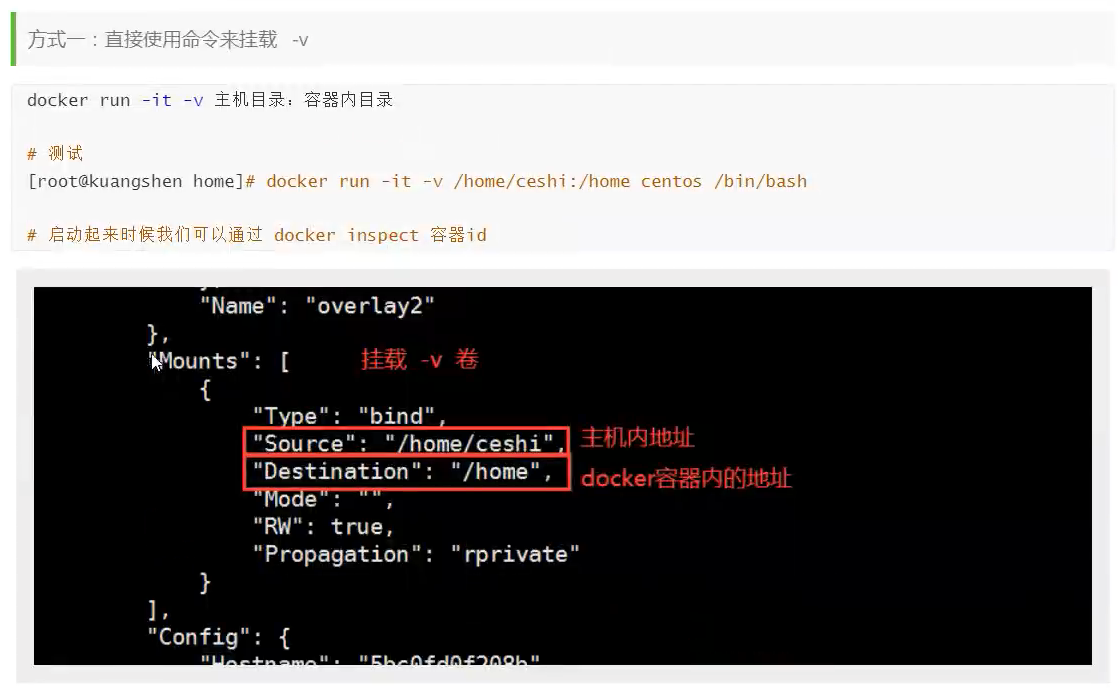 方式一：直接使用命令来挂载 -v
docker run -it -v 主机目录：容器内目录
# 测试
[root@kuangshen home]# docker run -it -v /home/ceshi:/home centos /bin/bash
# 启动起来时候我们可以通过 docker inspect 容器id
"Name": "overlay2"
},
"Mounts": [ 挂载 -v 卷
{
"Type": "bind",
"Source": "/home/ceshi", 主机内地址
"Destination": "/home", docker容器内的地址
"Mode": "",
"RW": true,
"Propagation": "rprivate"
}
],
"Config": {
"Hostname": "5bc0fd0f208b"